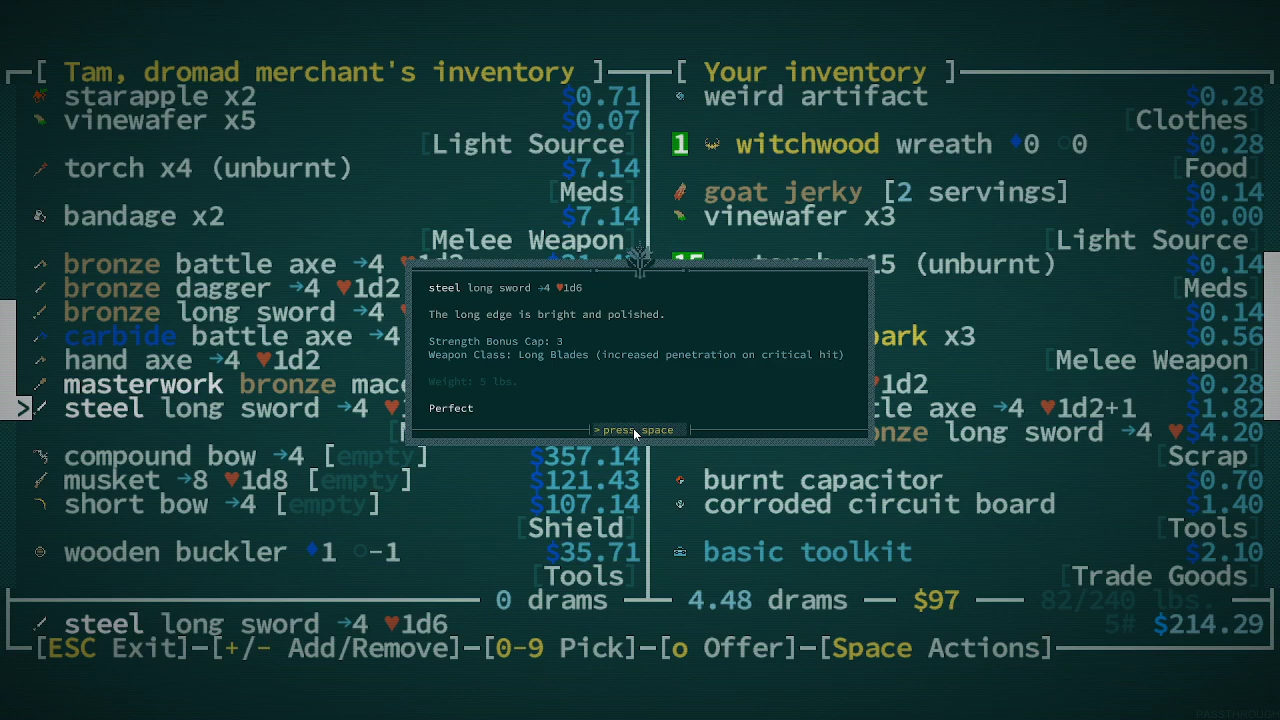 [ Tam, dromad merchant's inventory ]
starapple x2 $0.71
vinewafer x5 $0.07
[Light Source]
torch x4 (unburnt) $7.14
[Meds]
bandage x2 $7.14
[Melee Weapon]
bronze battle axe →4 ♥1d2
bronze dagger →4 ♥1d2
bronze long sword →4
carbide battle axe →4
hand axe →4 ♥1d2
masterwork bronze mace
> steel long sword →4
compound bow →4 [empty] $357.14
musket →8 ♥1d8 [empty] $121.43
short bow →4 [empty] $107.14
[Shield]
wooden buckler ♦1 ○-1 $35.71
[Tools]
[ Your inventory ]
weird artifact $0.28
[Clothes]
1 witchwood wreath ♦0 ○0 $0.28
[Food]
goat jerky [2 servings] $0.14
vinewafer x3 $0.00
[Light Source]
15 torch x15 (unburnt) $0.14
[Meds]
$0.14
bark x3 $0.56
[Melee Weapon]
1d2 $0.28
axe →4 ♥1d2+1 $1.82
bronze long sword →4 ♥ $4.20
[Scrap]
burnt capacitor $0.70
corroded circuit board $1.40
[Tools]
basic toolkit $2.10
[Trade Goods]
steel long sword →4 ♥1d6
The long edge is bright and polished.
Strength Bonus Cap: 3
Weapon Class: Long Blades (increased penetration on critical hit)
Weight: 5 lbs.
Perfect
> press space
0 drams 4.48 drams $97 82/240 lbs.
steel long sword →4 ♥1d6 5# $214.29
[ESC Exit]-[+/- Add/Remove]-[0-9 Pick]-[o Offer]-[Space Actions]